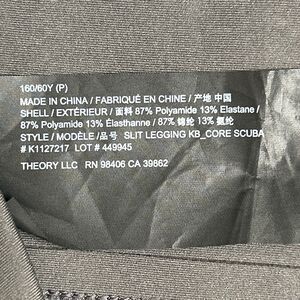 160/60Y (P)
MADE IN CHINA / FABRIQUÉ EN CHINE / 产地 中国
SHELL / EXTÉRIEUR / 面料 87% Polyamide 13% Elastane /
87% Polyamide 13% Élasthanne / 87% 锦纶 13% 氨纶
STYLE / MODÈLE / 品号 SLIT LEGGING KB_CORE SCUBA
# K1127217 LOT # 449945
THEORY LLC RN 98406 CA 39862